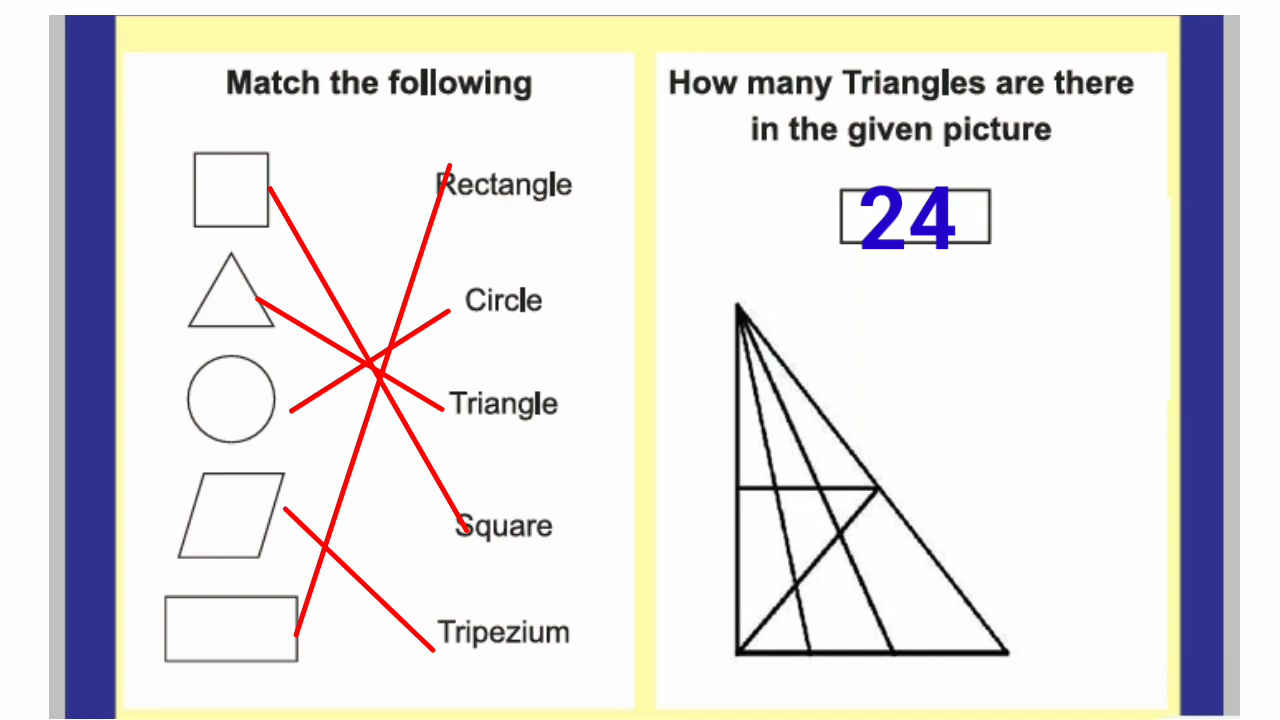 Match the following
Rectangle
Circle
Triangle
Square
Tripezium
How many Triangles are there
in the given picture
24